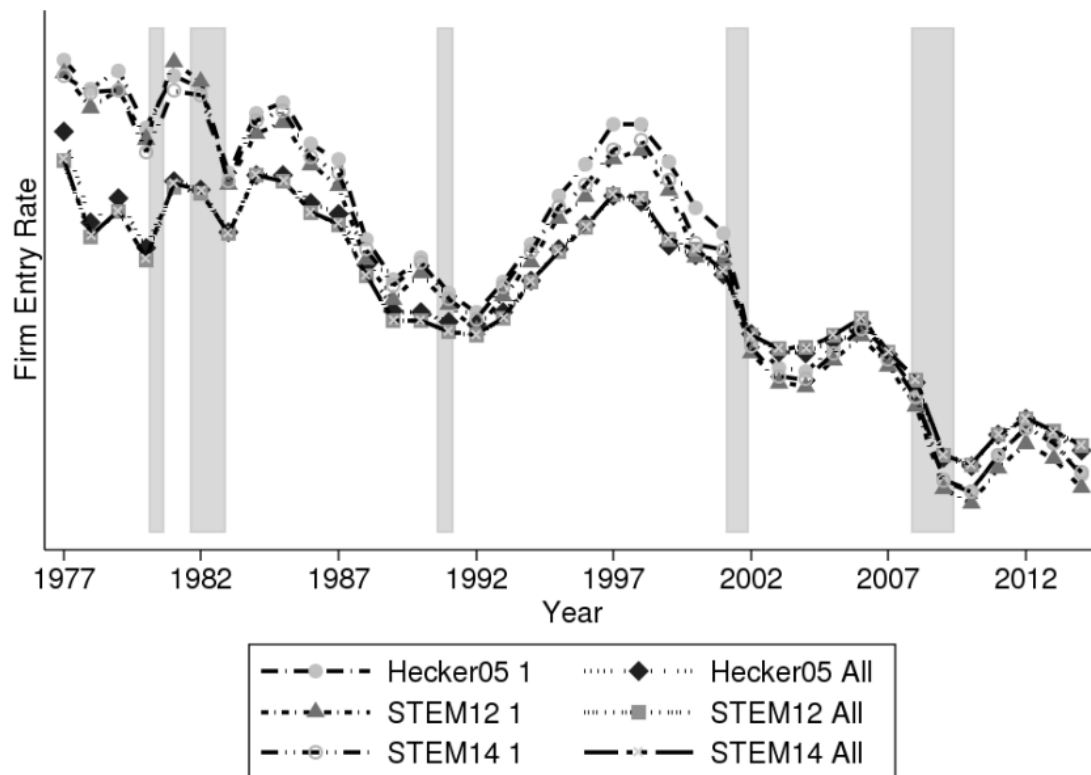 Firm Entry Rate
1977 1982 1987 1992 1997 2002 2007 2012
Year
Hecker05 1 Hecker05 All
STEM12 1 STEM12 All
STEM14 1 STEM14 All